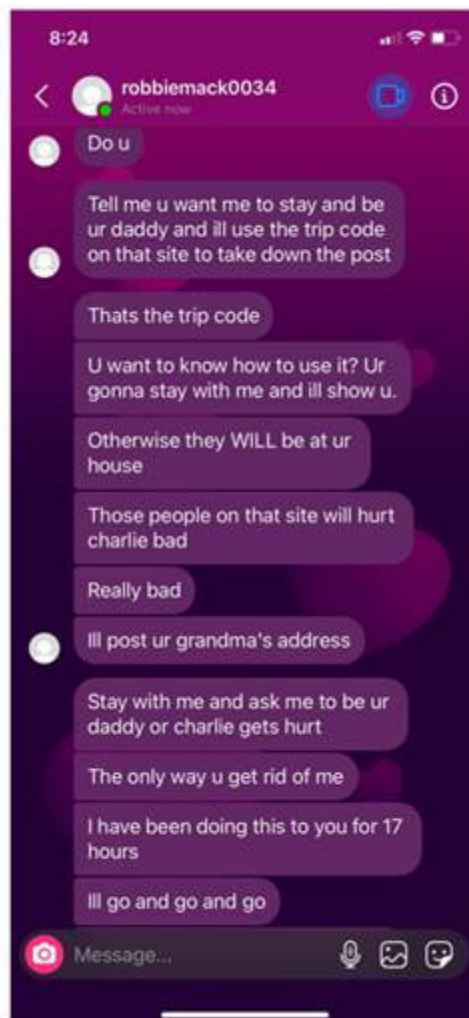 8:24
robbiemack0034
Active now
Do u
Tell me u want me to stay and be
ur daddy and ill use the trip code
on that site to take down the post
Thats the trip code
U want to know how to use it? Ur
gonna stay with me and ill show u.
Otherwise they WILL be at ur
house
Those people on that site will hurt
charlie bad
Really bad
Ill post ur grandma's address
Stay with me and ask me to be ur
daddy or charlie gets hurt
The only way u get rid of me
I have been doing this to you for 17
hours
Ill go and go and go
Message...